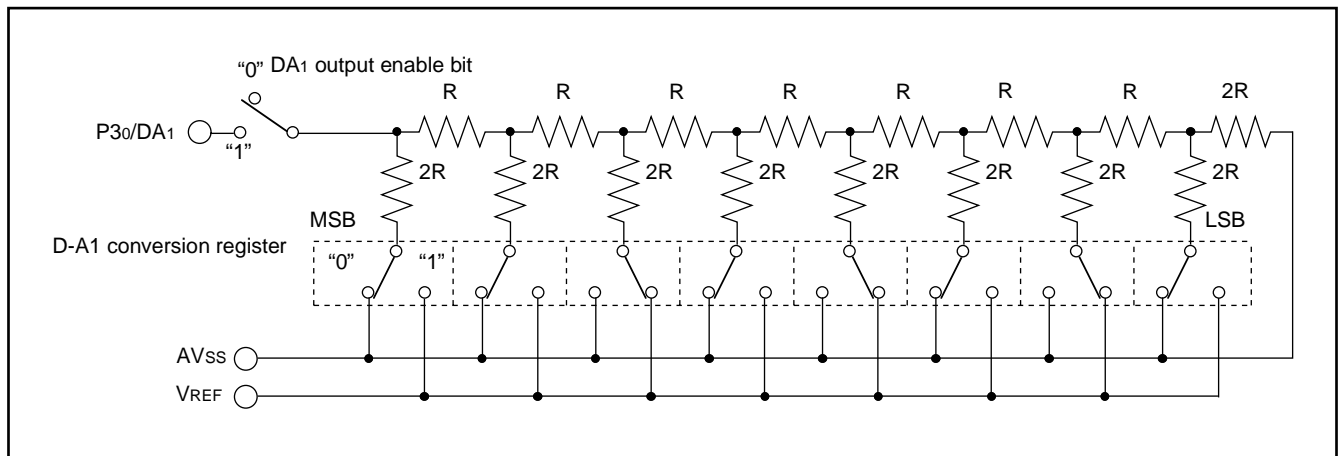 “0” DA1 output enable bit
R R R R R R R 2R
P30/DA1
“1”
2R 2R 2R 2R 2R 2R 2R 2R
MSB LSB
D-A1 conversion register
“0” “1”
AVSS
VREF